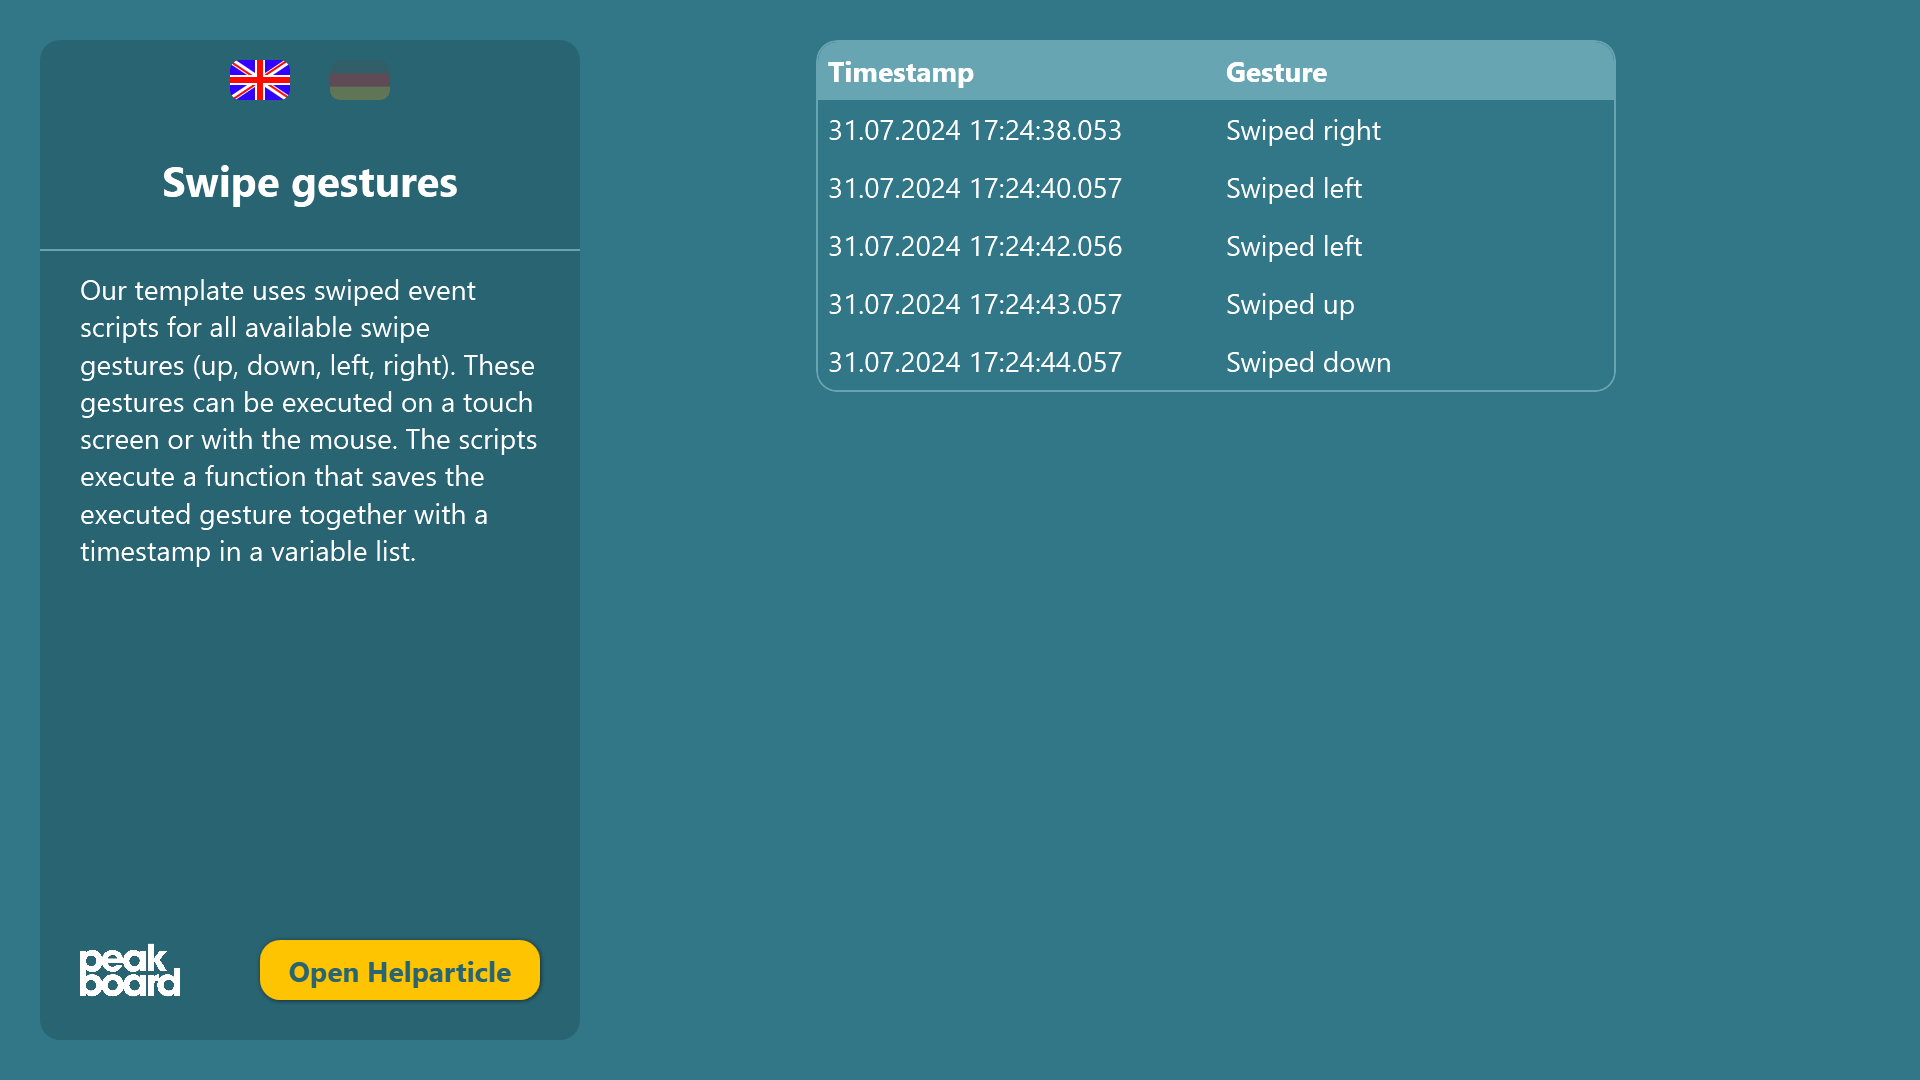 Swipe gestures
Our template uses swiped event
scripts for all available swipe
gestures (up, down, left, right). These
gestures can be executed on a touch
screen or with the mouse. The scripts
execute a function that saves the
executed gesture together with a
timestamp in a variable list.
peak
board
Open Helparticle
Timestamp Gesture
31.07.2024 17:24:38.053 Swiped right
31.07.2024 17:24:40.057 Swiped left
31.07.2024 17:24:42.056 Swiped left
31.07.2024 17:24:43.057 Swiped up
31.07.2024 17:24:44.057 Swiped down